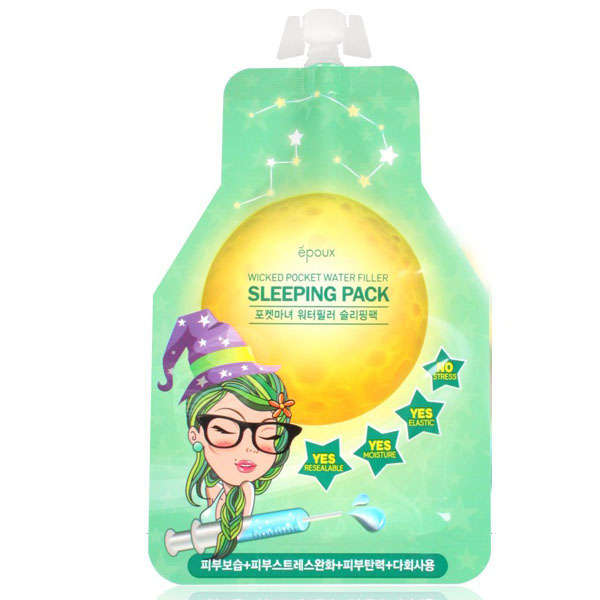 époux
WICKED POCKET WATER FILLER
SLEEPING PACK
포켓마녀 워터필러 슬리핑팩
NO
STRESS
YES
ELASTIC
YES
MOISTURE
YES
RESEALABLE
피부보습+피부스트레스완화+피부탄력+다회사용